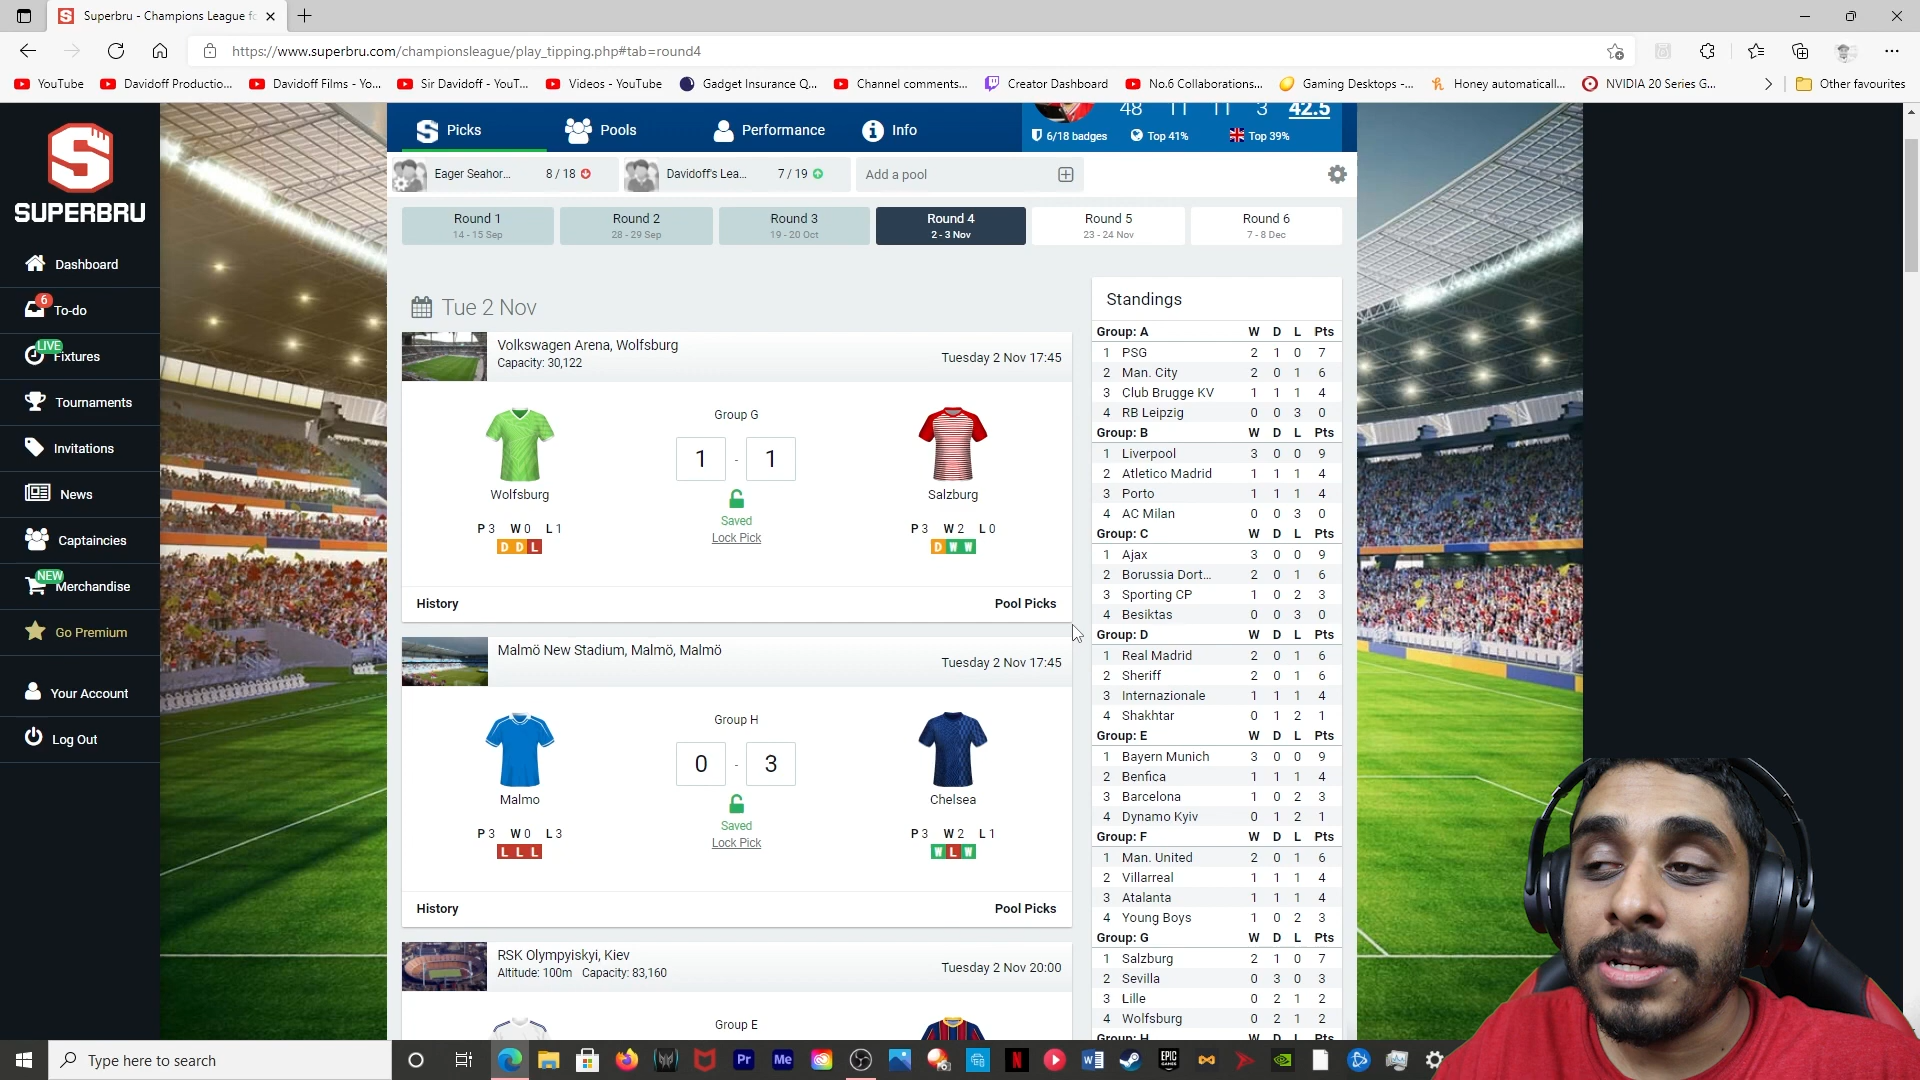 Superbru - Champions League fo
https://www.superbru.com/championsleague/play_tipping.php#tab=round4
YouTube
Davidoff Productio...
Davidoff Films - Yo...
Sir Davidoff - YouT...
Videos - YouTube
Gadget Insurance Q...
Channel comments...
Creator Dashboard
No.6 Collaborations...
Gaming Desktops -...
Honey automaticall...
NVIDIA 20 Series G...
Other favourites
SUPERBRU
Dashboard
6
To-do
LIVE
Fixtures
Tournaments
Invitations
News
Captaincies
NEW
Merchandise
Go Premium
Your Account
Log Out
Picks
Pools
Performance
Info
48 11 11 3 42.5
6/18 badges
Top 41%
Top 39%
Eager Seahor... 8 / 18
Davidoff's Lea... 7 / 19
Add a pool
Round 1
14 - 15 Sep
Round 2
28 - 29 Sep
Round 3
19 - 20 Oct
Round 4
2 - 3 Nov
Round 5
23 - 24 Nov
Round 6
7 - 8 Dec
Tue 2 Nov
Volkswagen Arena, Wolfsburg
Capacity: 30,122
Tuesday 2 Nov 17:45
Group G
1 - 1
Wolfsburg
Salzburg
P 3 W 0 L 1
D D L
Saved
Lock Pick
P 3 W 2 L 0
D W W
History
Pool Picks
Malmö New Stadium, Malmö, Malmö
Tuesday 2 Nov 17:45
Group H
0 - 3
Malmo
Chelsea
P 3 W 0 L 3
L L L
Saved
Lock Pick
P 3 W 2 L 1
W L W
History
Pool Picks
RSK Olympyiskyi, Kiev
Altitude: 100m Capacity: 83,160
Tuesday 2 Nov 20:00
Group E
Standings
Group: A W D L Pts
1 PSG 2 1 0 7
2 Man. City 2 0 1 6
3 Club Brugge KV 1 1 1 4
4 RB Leipzig 0 0 3 0
Group: B W D L Pts
1 Liverpool 3 0 0 9
2 Atletico Madrid 1 1 1 4
3 Porto 1 1 1 4
4 AC Milan 0 0 3 0
Group: C W D L Pts
1 Ajax 3 0 0 9
2 Borussia Dort... 2 0 1 6
3 Sporting CP 1 0 2 3
4 Besiktas 0 0 3 0
Group: D W D L Pts
1 Real Madrid 2 0 1 6
2 Sheriff 2 0 1 6
3 Internazionale 1 1 1 4
4 Shakhtar 0 1 2 1
Group: E W D L Pts
1 Bayern Munich 3 0 0 9
2 Benfica 1 1 1 4
3 Barcelona 1 0 2 3
4 Dynamo Kyiv 0 1 2 1
Group: F W D L Pts
1 Man. United 2 0 1 6
2 Villarreal 1 1 1 4
3 Atalanta 1 1 1 4
4 Young Boys 1 0 2 3
Group: G W D L Pts
1 Salzburg 2 1 0 7
2 Sevilla 0 3 0 3
3 Lille 0 2 1 2
4 Wolfsburg 0 2 1 2
Group: H W D L Pts
Type here to search
Pr
Me
N
W
EPIC